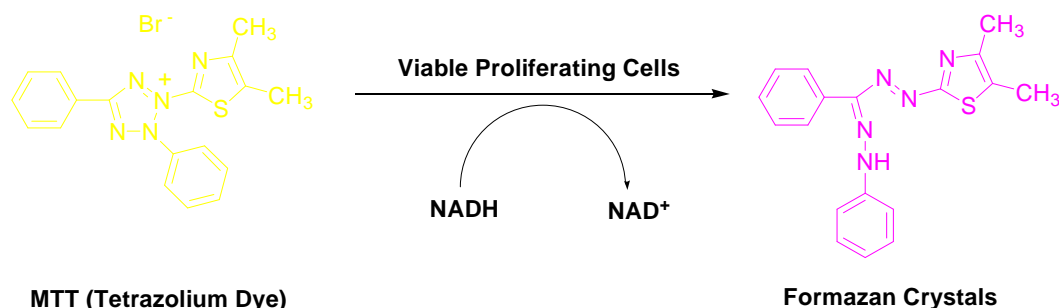 Br -
CH3
N
N
N
+
N
N
S
CH3
Viable Proliferating Cells
NADH
NAD+
MTT (Tetrazolium Dye)
CH3
N
N
N
S
CH3
N
NH
Formazan Crystals